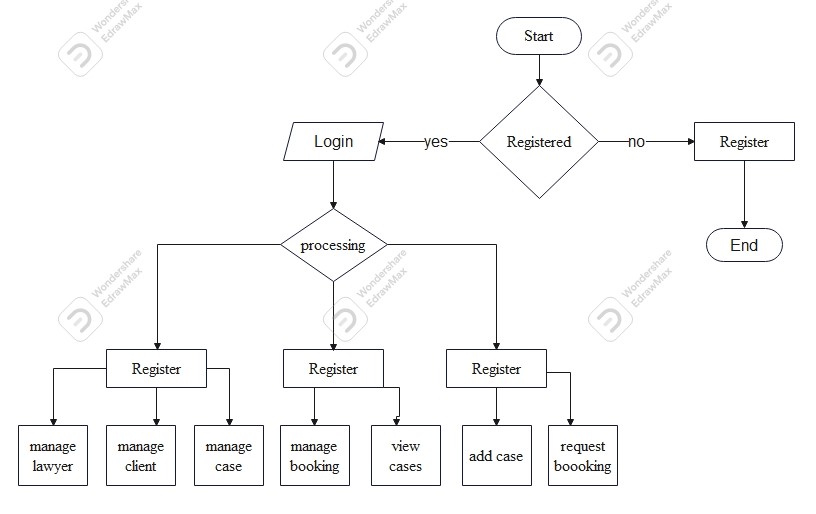 Wondershare
EdrawMax
Wondershare
EdrawMax
Wondershare
EdrawMax
Start
Login
yes
Registered
no
Register
processing
End
Wondershare
EdrawMax
Wondershare
EdrawMax
Wondershare
EdrawMax
Register
Register
Register
manage
lawyer
manage
client
manage
case
manage
booking
view
cases
add case
request
boooking